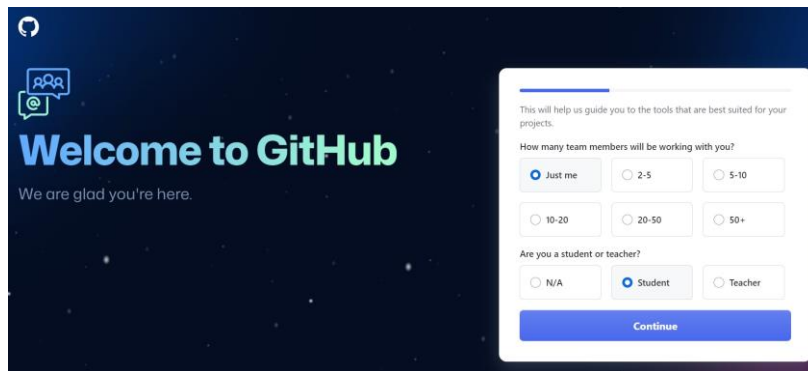 @
Welcome to GitHub
We are glad you're here.
This will help us guide you to the tools that are best suited for your
projects.
How many team members will be working with you?
Just me
2-5
5-10
10-20
20-50
50+
Are you a student or teacher?
N/A
Student
Teacher
Continue